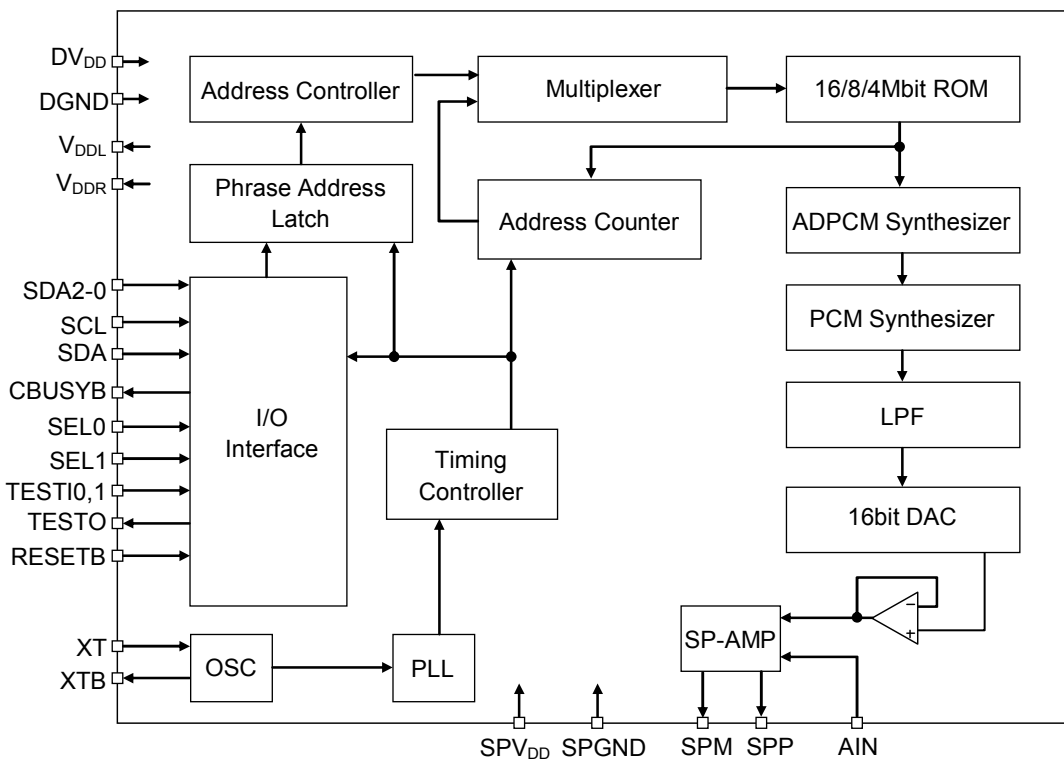 DVDD
DGND
VDDL
VDDR
Address Controller
Multiplexer
16/8/4Mbit ROM
Phrase Address
Latch
Address Counter
ADPCM Synthesizer
PCM Synthesizer
LPF
16bit DAC
SDA2-0
SCL
SDA
CBUSYB
SEL0
SEL1
TESTI0,1
TESTO
RESETB
I/O
Interface
Timing
Controller
−
+
SP-AMP
XT
XTB
OSC
PLL
SPVDD
SPGND
SPM
SPP
AIN